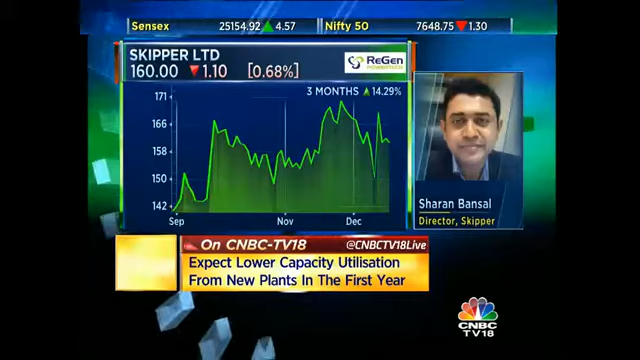 Sensex 25154.92 ▲ 4.57 Nifty 50 7648.75 ▼ 1.30
SKIPPER LTD
160.00 ▼ 1.10 [0.68%]
ReGen
POWERTECH
3 MONTHS ▲ 14.29%
171
166
158
150
142
Sep Nov Dec
Sharan Bansal
Director, Skipper
On CNBC-TV18 @CNBCTV18Live
Expect Lower Capacity Utilisation
From New Plants In The First Year
CNBC
TV18